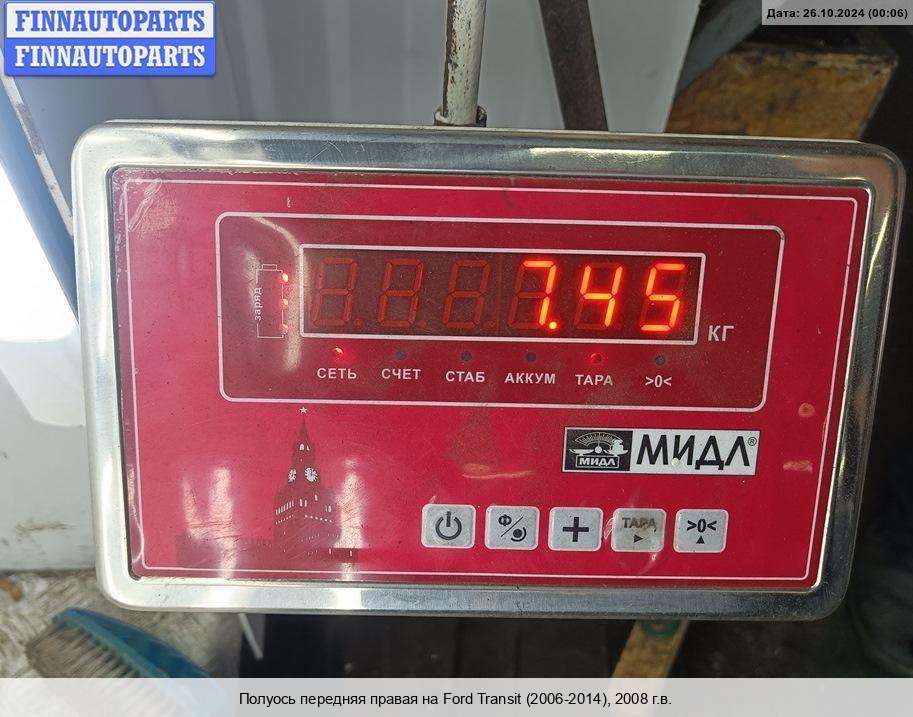 FINNAUTOPARTS
FINNAUTOPARTS
Дата: 26.10.2024 (00:06)
заряд
7.45
КГ
СЕТЬ СЧЕТ СТАБ АККУМ ТАРА >0<
МИДЛ
МИДЛ®
Ф/ + ТАРА >0<
Полуось передняя правая на Ford Transit (2006-2014), 2008 г.в.